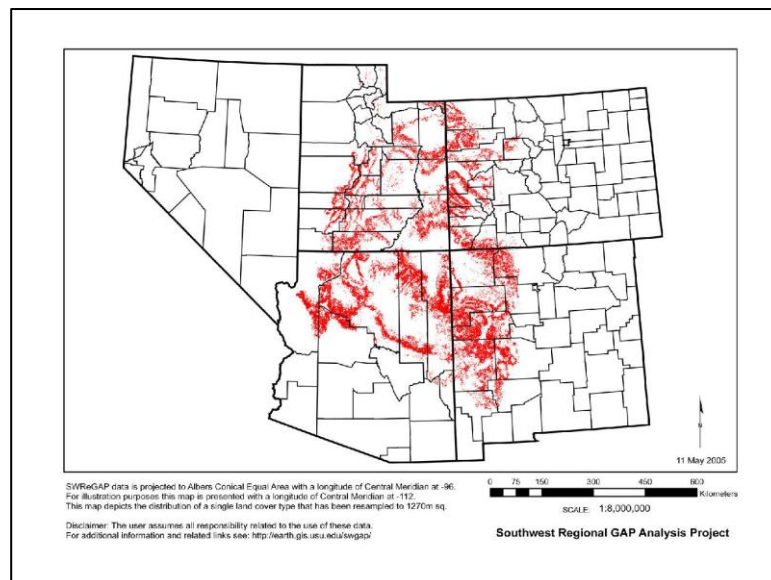 N
11 May 2005
SWReGAP data is projected to Albers Conical Equal Area with a longitude of Central Meridian at -96.
For illustration purposes this map is presented with a longitude of Central Meridian at -112.
This map depicts the distribution of a single land cover type that has been resampled to 1270m sq.
Disclaimer: The user assumes all responsibility related to the use of these data.
For additional information and related links see: http://earth.gis.usu.edu/swgap/
0 75 150 300 450 600
Kilometers
SCALE: 1:8,000,000
Southwest Regional GAP Analysis Project